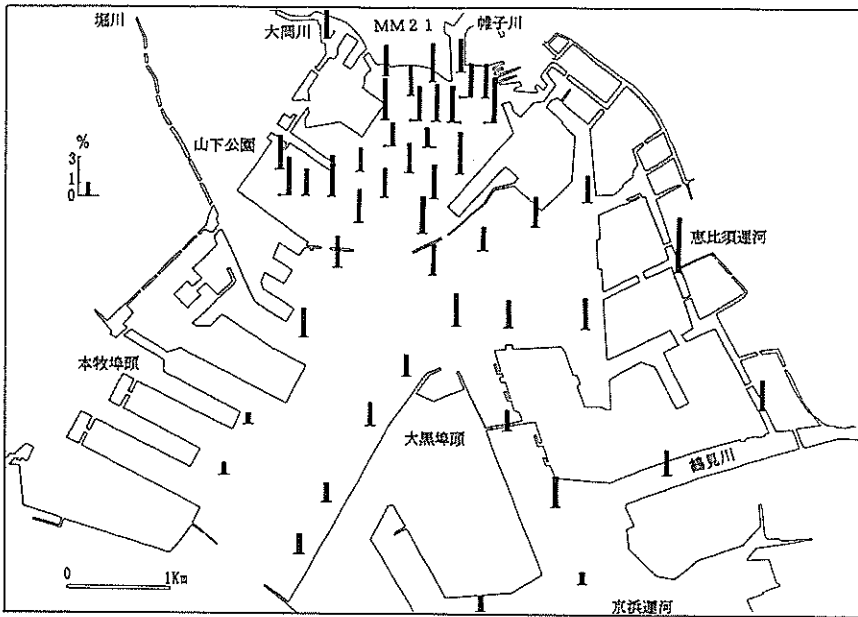 堀川
大岡川
MM21
帷子川
山下公園
%
3
1
0
恵比須運河
本牧埠頭
大黒埠頭
鶴見川
0 1Km
京浜運河